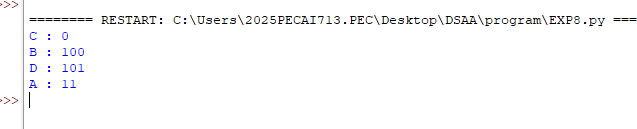 >>>
======== RESTART: C:\Users\2025PECAI713.PEC\Desktop\DSAA\program\EXP8.py ===
C : 0
B : 100
D : 101
A : 11
>>>